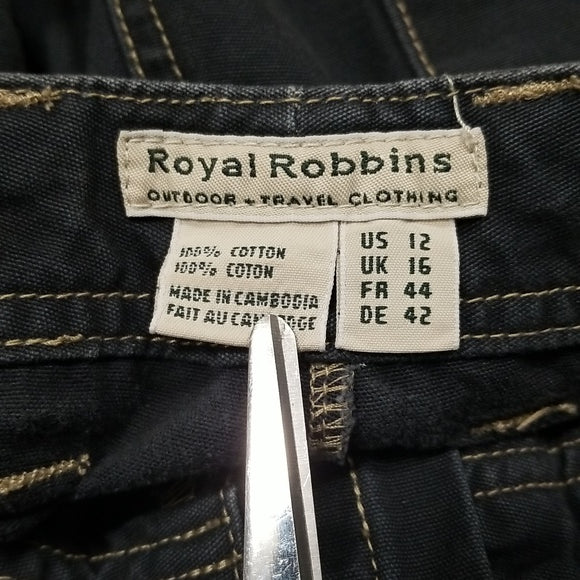 Royal Robbins
OUTDOOR + TRAVEL CLOTHING
100% COTTON
100% COTON
MADE IN CAMBODIA
FAIT AU
US 12
UK 16
FR 44
DE 42